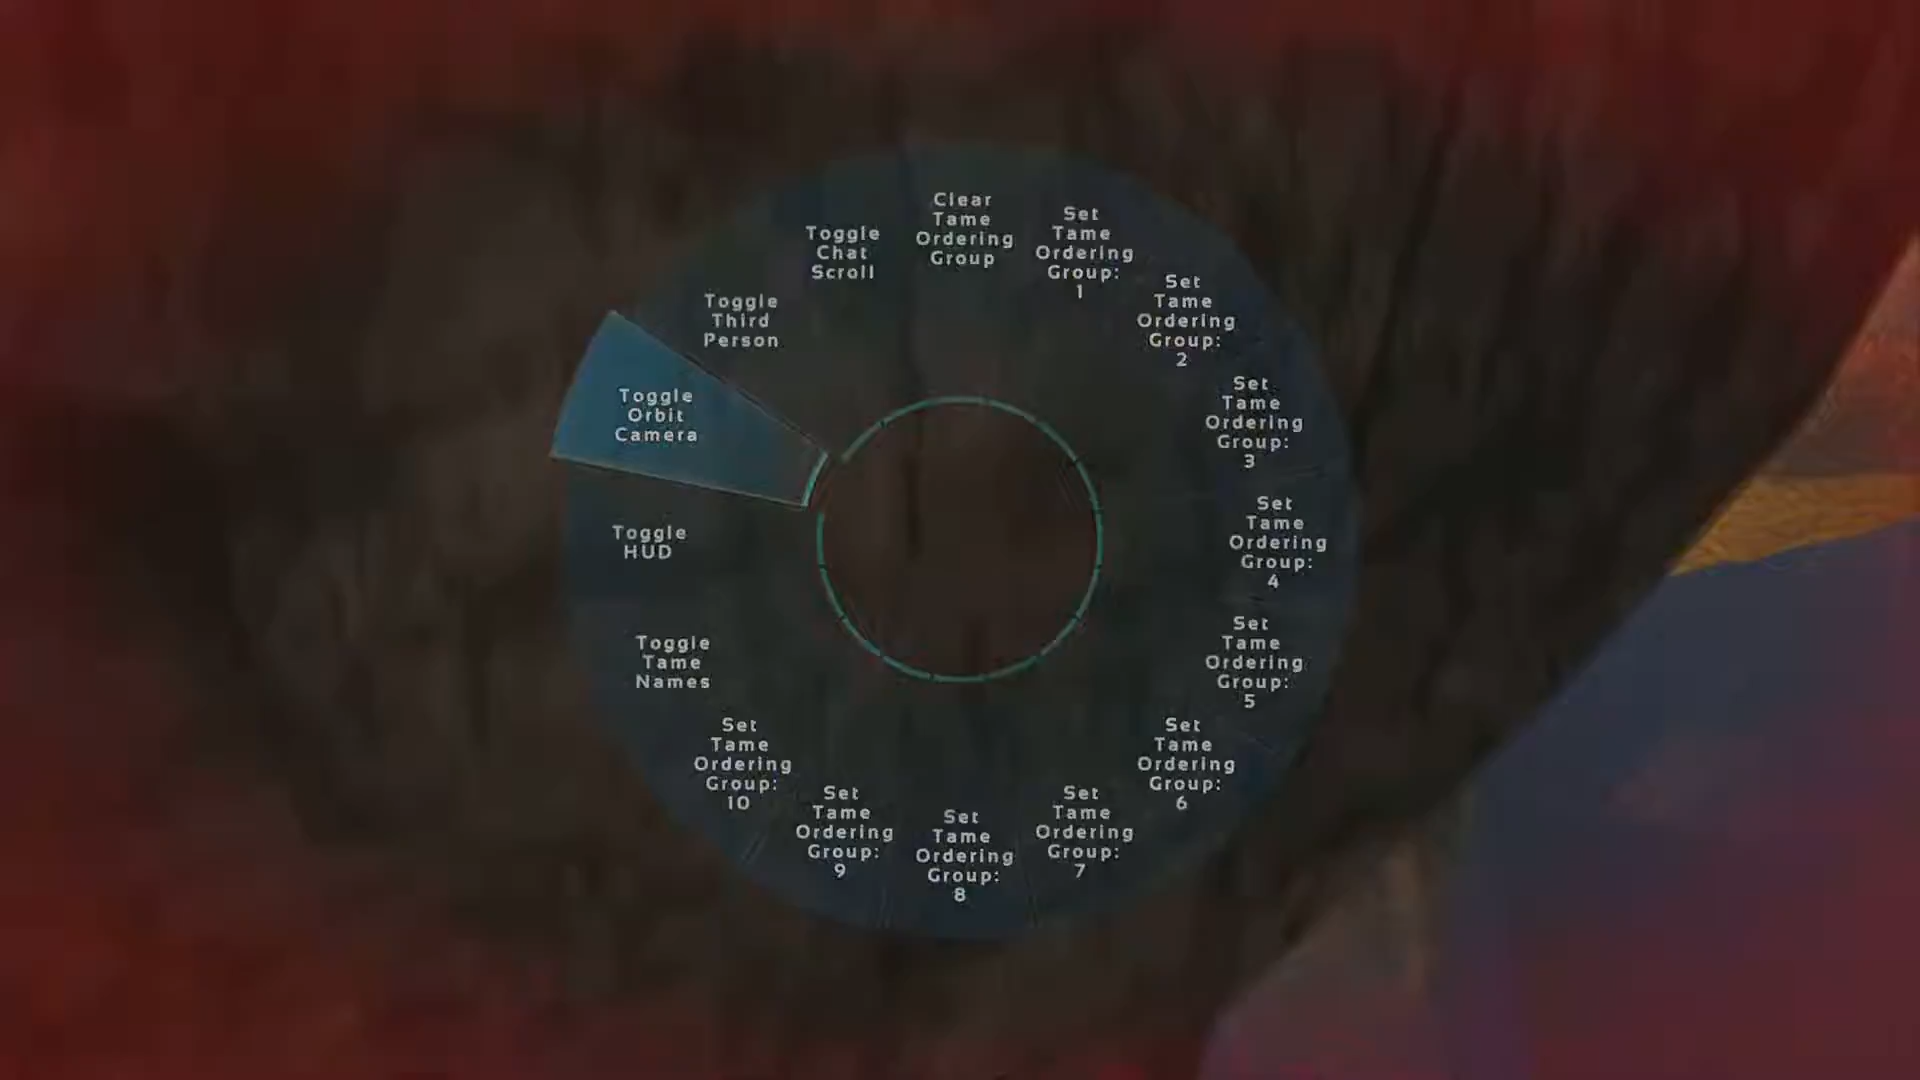 Clear
Tame
Ordering
Group
Set
Tame
Ordering
Group:
1
Set
Tame
Ordering
Group:
2
Set
Tame
Ordering
Group:
3
Set
Tame
Ordering
Group:
4
Set
Tame
Ordering
Group:
5
Set
Tame
Ordering
Group:
6
Set
Tame
Ordering
Group:
7
Set
Tame
Ordering
Group:
8
Set
Tame
Ordering
Group:
9
Set
Tame
Ordering
Group:
10
Toggle
Tame
Names
Toggle
HUD
Toggle
Orbit
Camera
Toggle
Third
Person
Toggle
Chat
Scroll